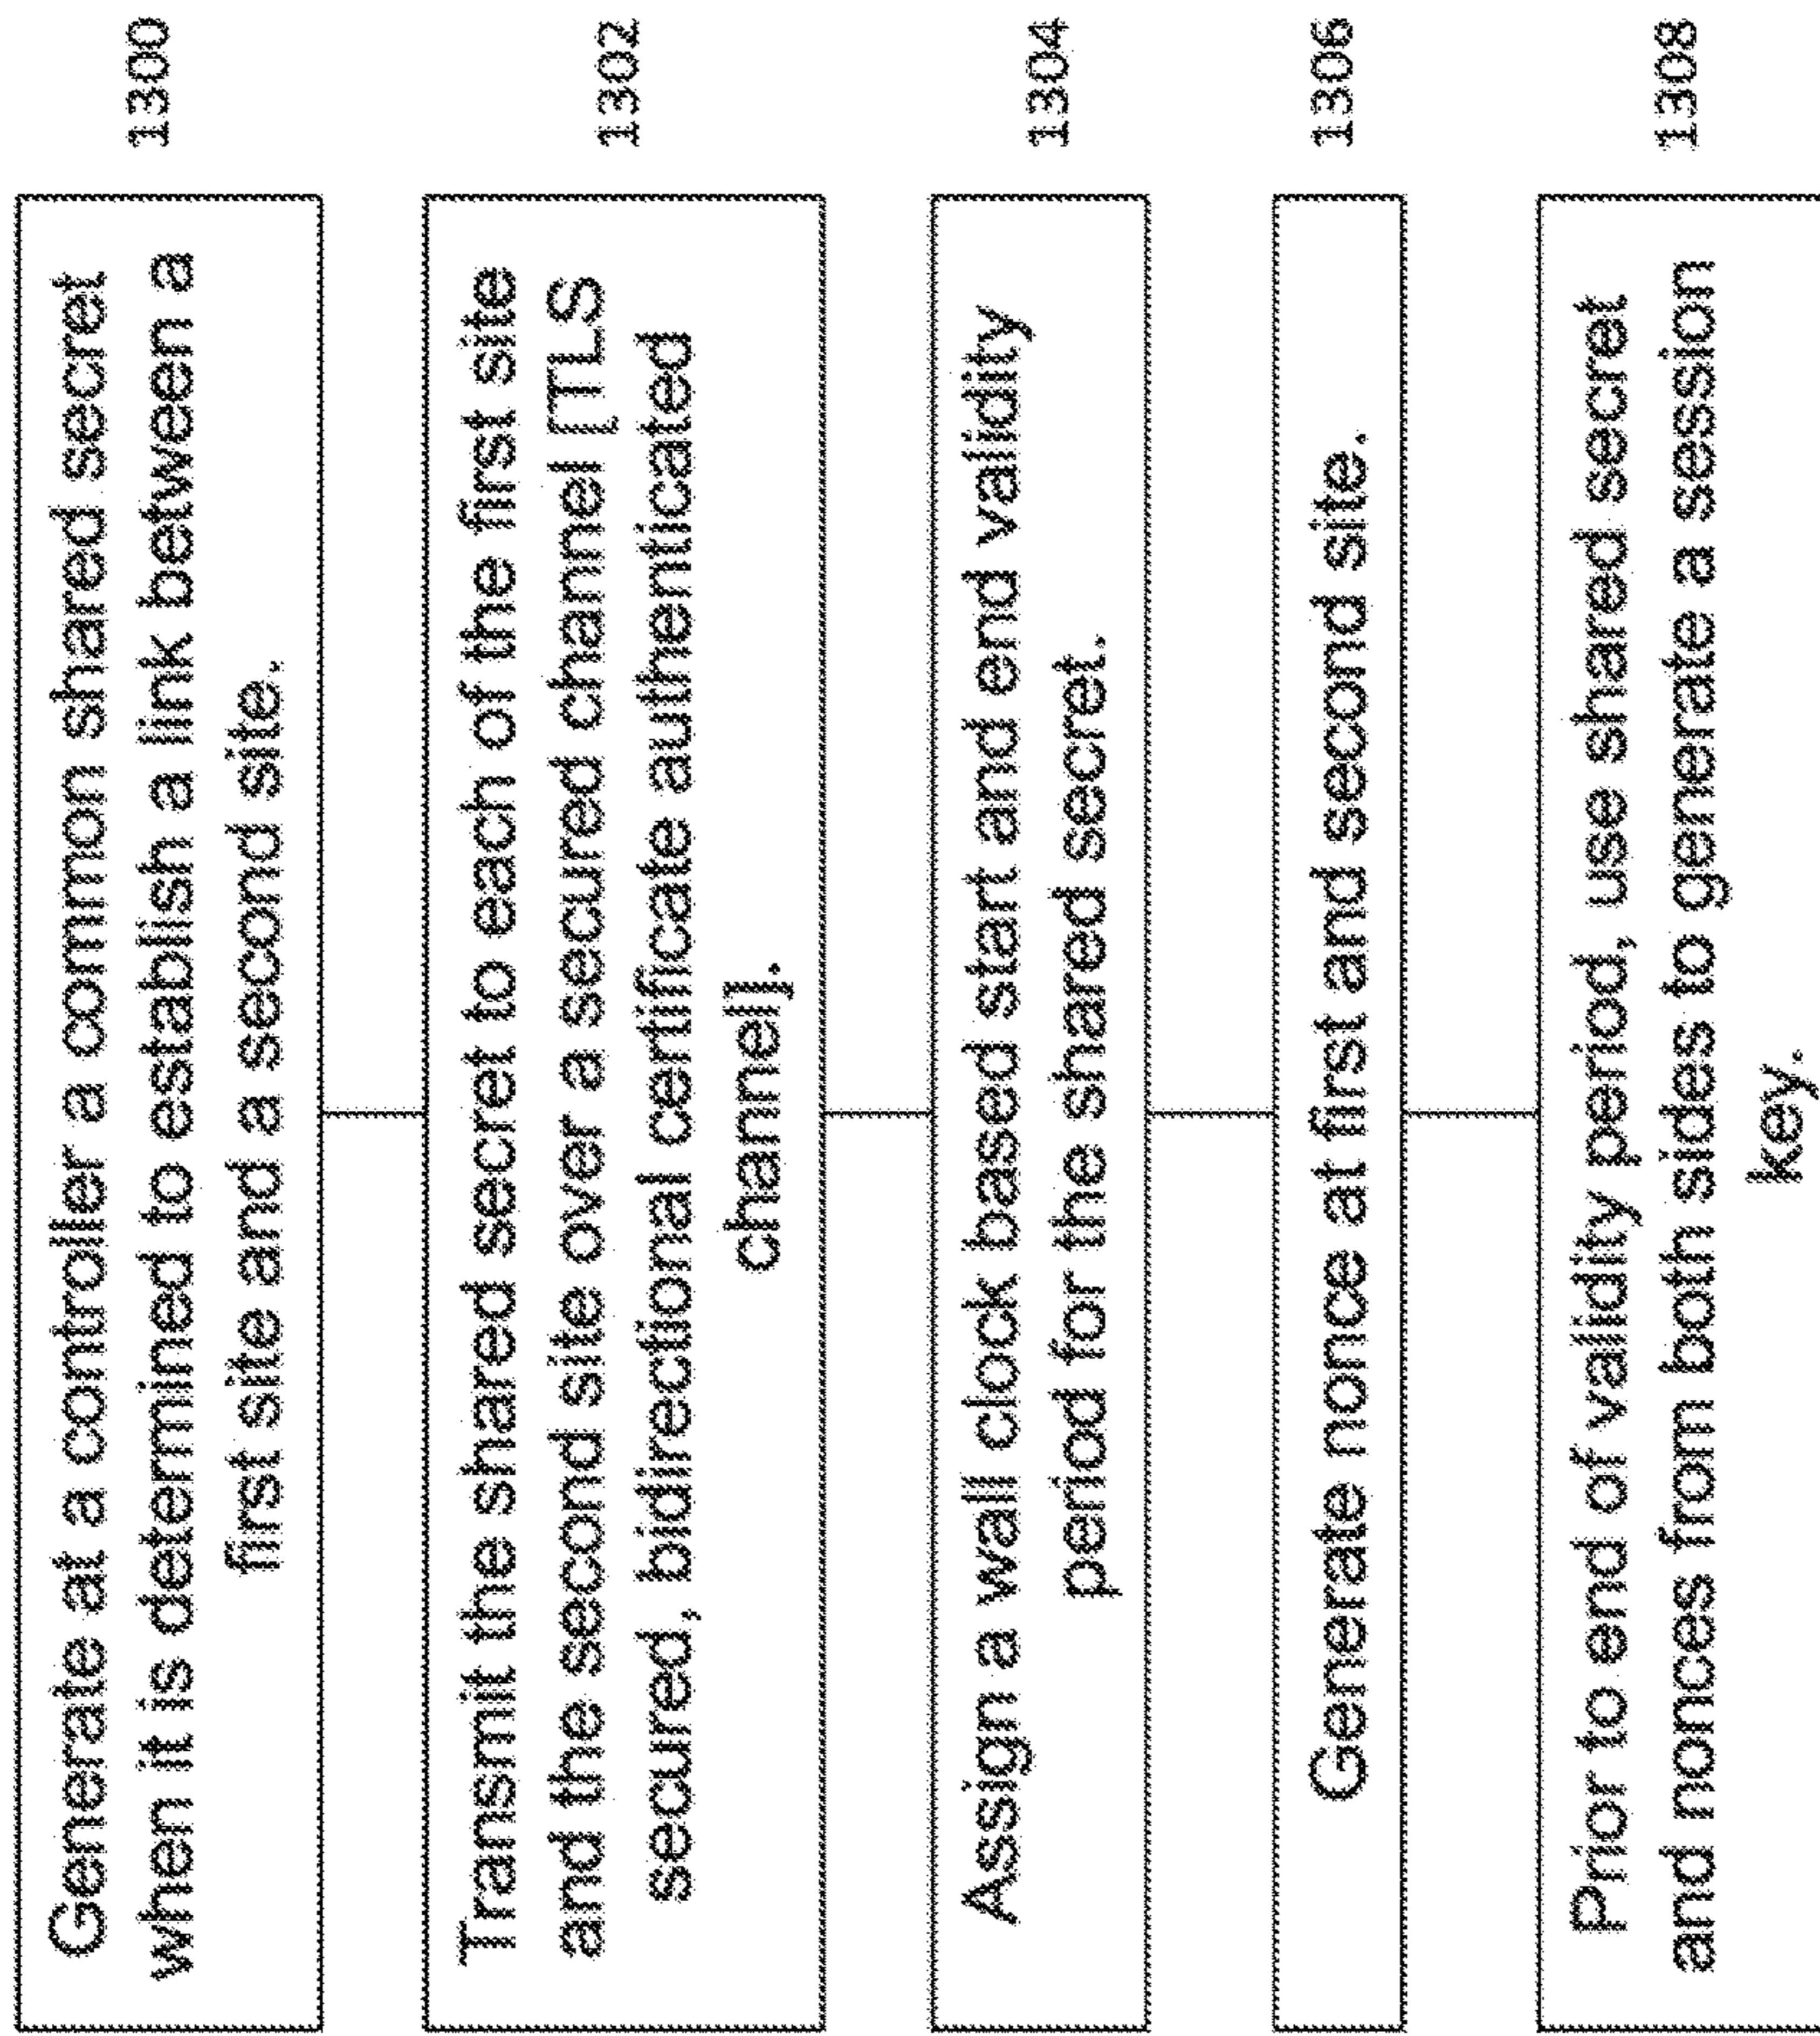 Generate at a controller a common shared secret
when it is determined to establish a link between a
first site and a second site.
1300
Transmit the shared secret to each of the first site
and the second site over a secured channel [TLS
secured, bidirectional certificate authenticated
channel].
1302
Assign a wall clock based start and end validity
period for the shared secret.
1304
Generate nonce at first and second site.
1306
Prior to end of validity period, use shared secret
and nonces from both sides to generate a session
key.
1308